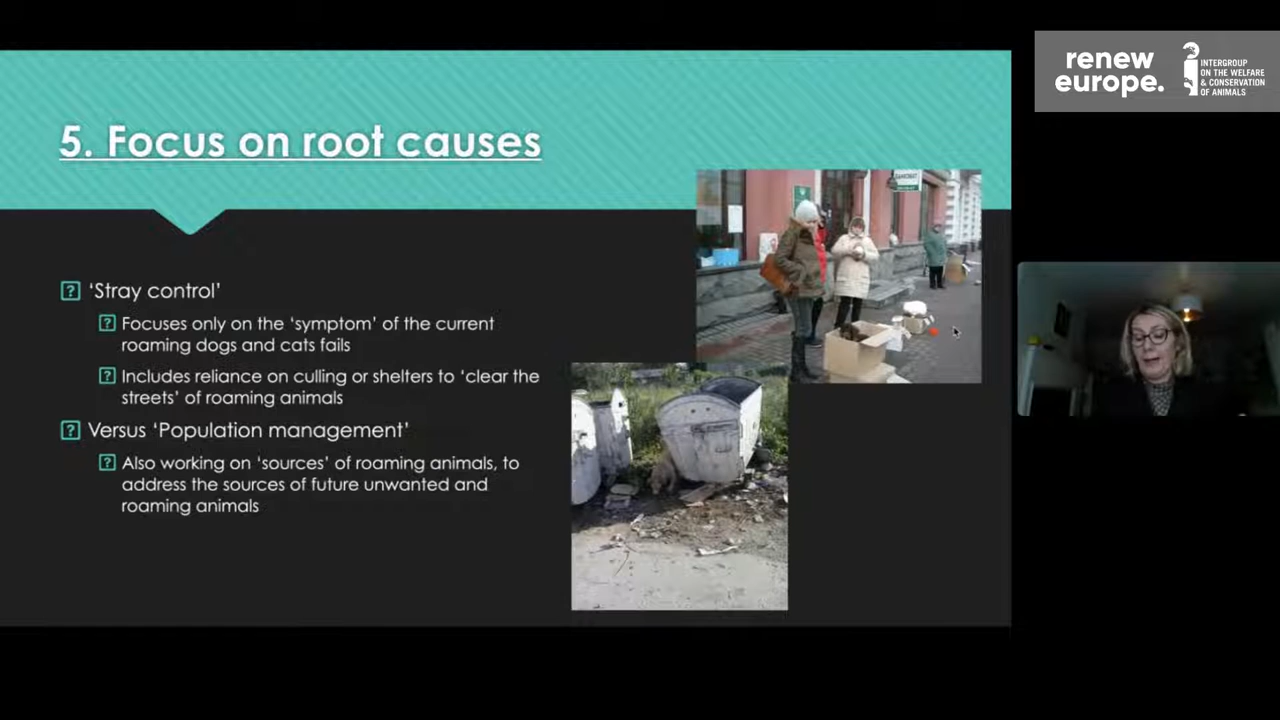 renew
europe.
INTERGROUP
ON THE WELFARE
& CONSERVATION
OF ANIMALS
5. Focus on root causes
‘Stray control’
Focuses only on the ‘symptom’ of the current
roaming dogs and cats fails
Includes reliance on culling or shelters to ‘clear the
streets’ of roaming animals
Versus ‘Population management’
Also working on ‘sources’ of roaming animals, to
address the sources of future unwanted and
roaming animals